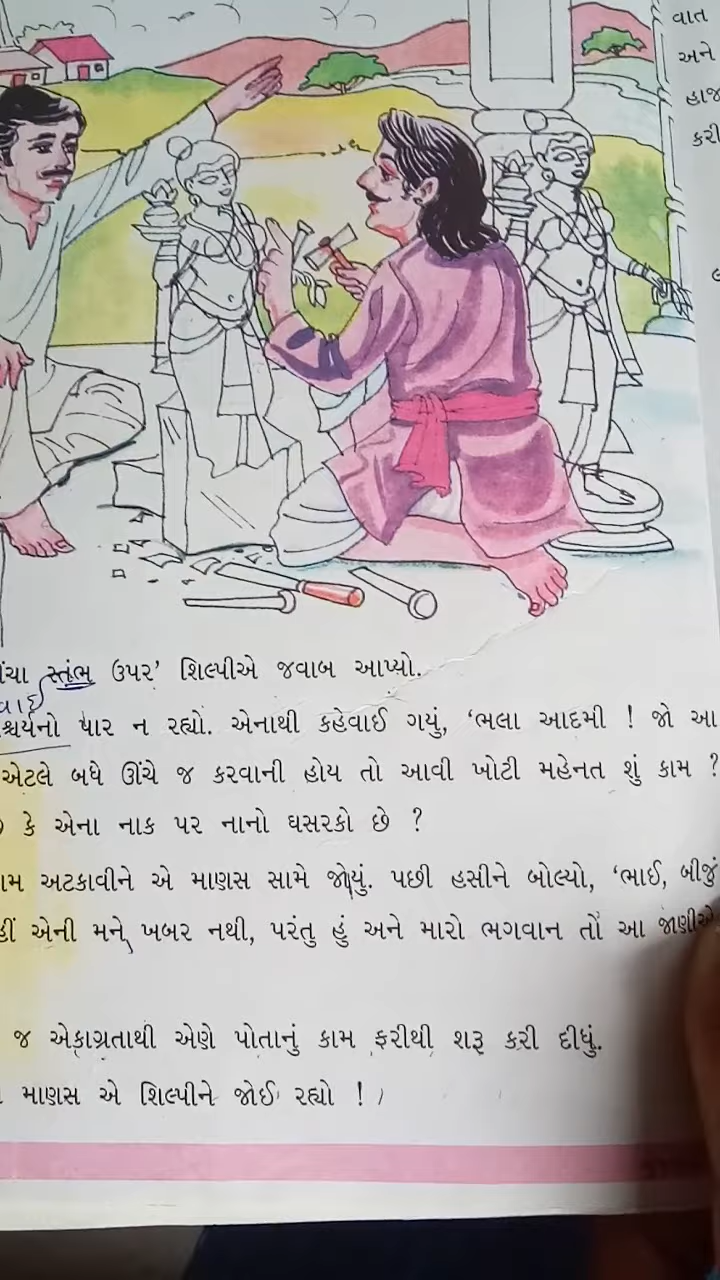 સ્તંભ ઉપર’ શિલ્પીએ જવાબ આપ્યો.
પાર ન રહ્યો. એનાથી કહેવાઈ ગયું, ‘ભલા આદમી ! જો આ
એટલે બધે ઊંચે જ કરવાની હોય તો આવી ખોટી મહેનત શું કામ ?
કે એના નાક પર નાનો ઘસરકો છે ?
અટકાવીને એ માણસ સામે જોયું. પછી હસીને બોલ્યો, ‘ભાઈ, બીજું
એની મને ખબર નથી, પરંતુ હું અને મારો ભગવાન તો આ જાણીએ
જ એકાગ્રતાથી એણે પોતાનું કામ ફરીથી શરૂ કરી દીધું.
માણસ એ શિલ્પીને જોઈ રહ્યો !
વાત
અને
કરી